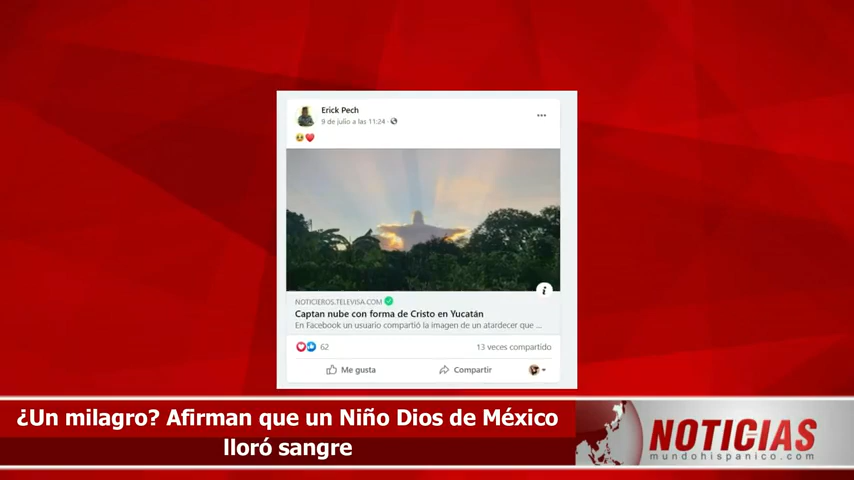 Erick Pech
9 de julio a las 11:24 ·
NOTICIEROS.TELEVISA.COM
Captan nube con forma de Cristo en Yucatán
En Facebook un usuario compartió la imagen de un atardecer que ...
62
13 veces compartido
Me gusta
Compartir
¿Un milagro? Afirman que un Niño Dios de México
lloró sangre
NOTICIAS
mundohispanico.com